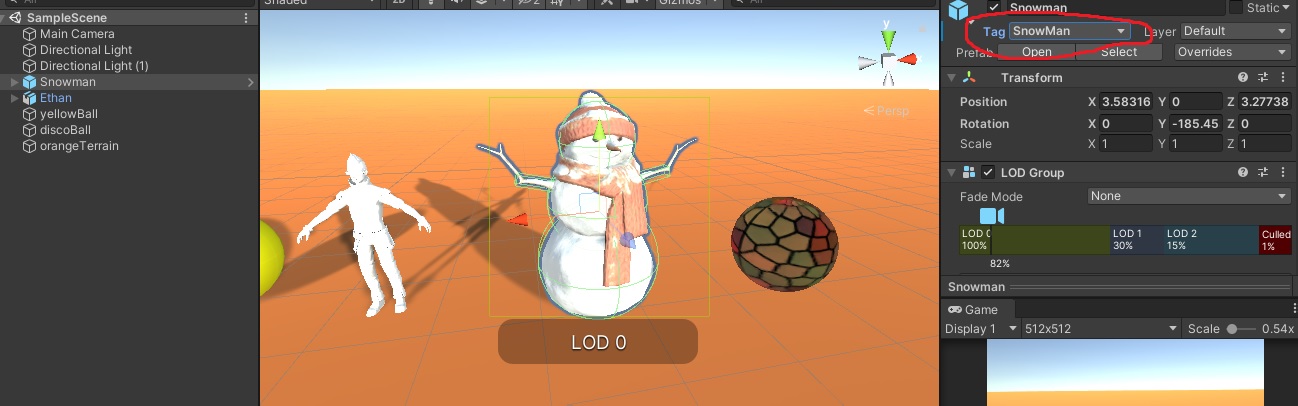 All
Shaded
2D
2
Gizmos
All
SampleScene
Main Camera
Directional Light
Directional Light (1)
Snowman
Ethan
yellowBall
discoBall
orangeTerrain
y
Persp
LOD 0
Snowman
Static
Tag SnowMan Layer Default
Prefab Open Select Overrides
Transform
Position X 3.58316 Y 0 Z 3.27738
Rotation X 0 Y -185.45 Z 0
Scale X 1 Y 1 Z 1
LOD Group
Fade Mode None
LOD 0 LOD 1 LOD 2 Culled
100% 30% 15% 1%
82%
Snowman
Game
Display 1 512x512 Scale 0.54x